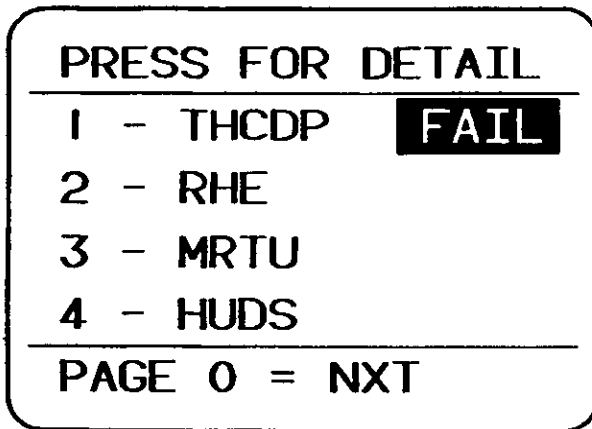 PRESS FOR DETAIL
1 - THCDP FAIL
2 - RHE
3 - MRTU
4 - HUDS
PAGE 0 = NXT